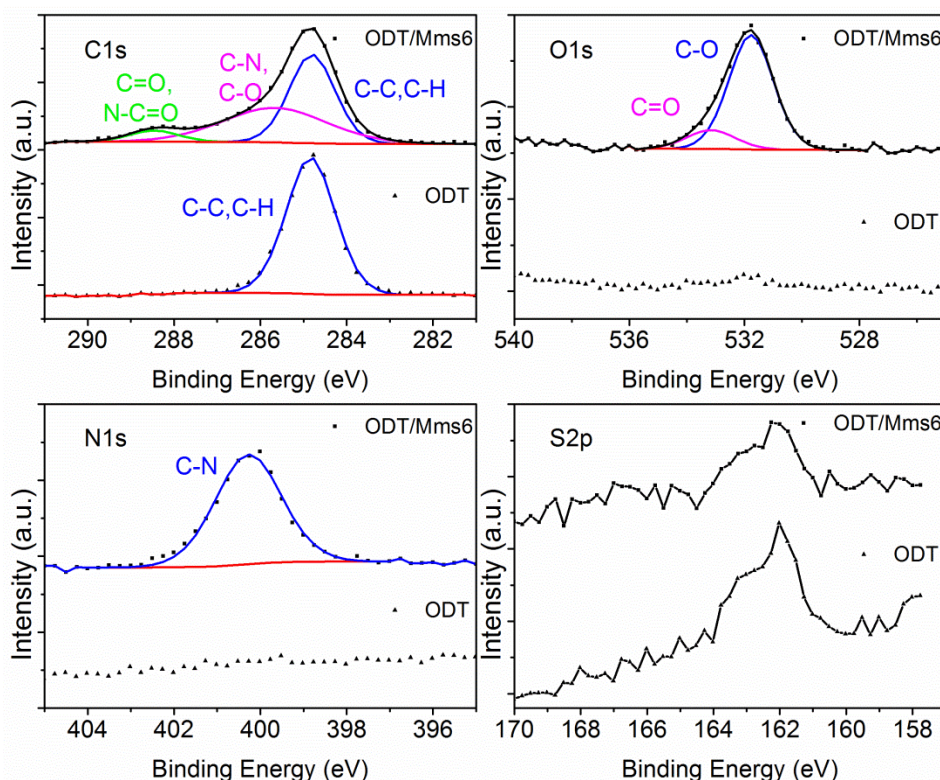 C1s
ODT/Mms6
C=O,
N-C=O
C-N,
C-O
C-C,C-H
ODT
C-C,C-H
Intensity (a.u.)
290 288 286 284 282
Binding Energy (eV)
O1s
ODT/Mms6
C-O
C=O
ODT
Intensity (a.u.)
540 536 532 528
Binding Energy (eV)
N1s
ODT/Mms6
C-N
ODT
Intensity (a.u.)
404 402 400 398 396
Binding Energy (eV)
S2p
ODT/Mms6
ODT
Intensity (a.u.)
170 168 166 164 162 160 158
Binding Energy (eV)